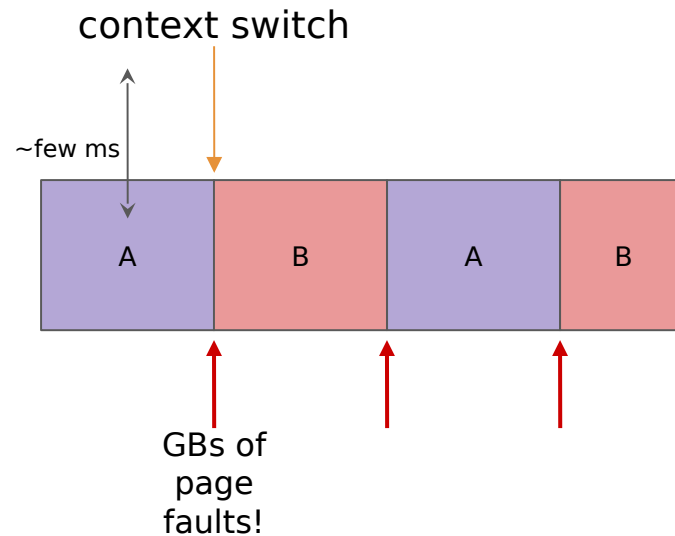 context switch
~few ms
A
B
A
B
GBs of
page
faults!